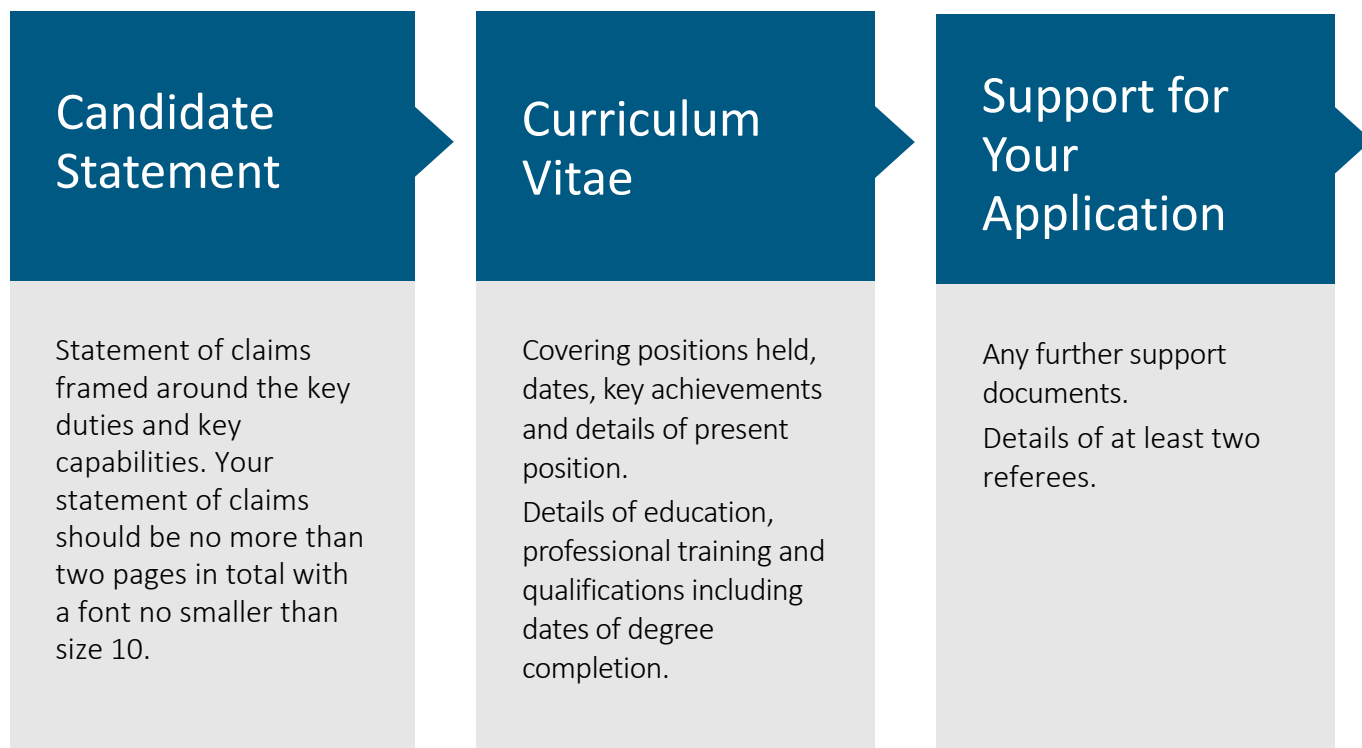 Candidate
Statement
Statement of claims
framed around the key
duties and key
capabilities. Your
statement of claims
should be no more than
two pages in total with
a font no smaller than
size 10.
Curriculum
Vitae
Covering positions held,
dates, key achievements
and details of present
position.
Details of education,
professional training and
qualifications including
dates of degree
completion.
Support for
Your
Application
Any further support
documents.
Details of at least two
referees.